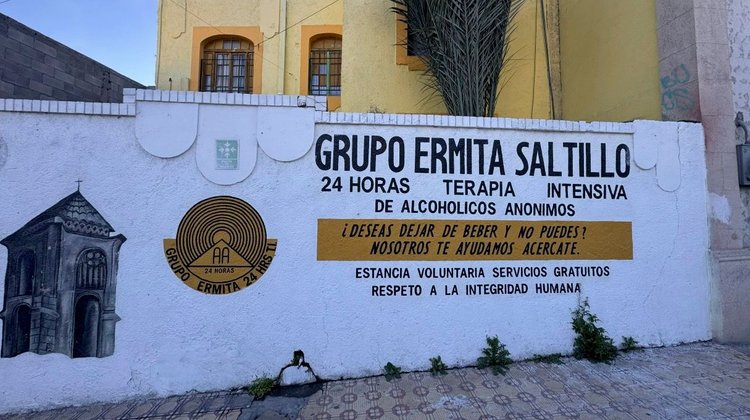 GRUPO ERMITA SALTILLO
24 HORAS TERAPIA INTENSIVA
DE ALCOHOLICOS ANONIMOS
¿DESEAS DEJAR DE BEBER Y NO PUEDES?
NOSOTROS TE AYUDAMOS ACERCATE.
ESTANCIA VOLUNTARIA SERVICIOS GRATUITOS
RESPETO A LA INTEGRIDAD HUMANA
AA
24 HORAS
GRUPO ERMITA 24 HRS TI.